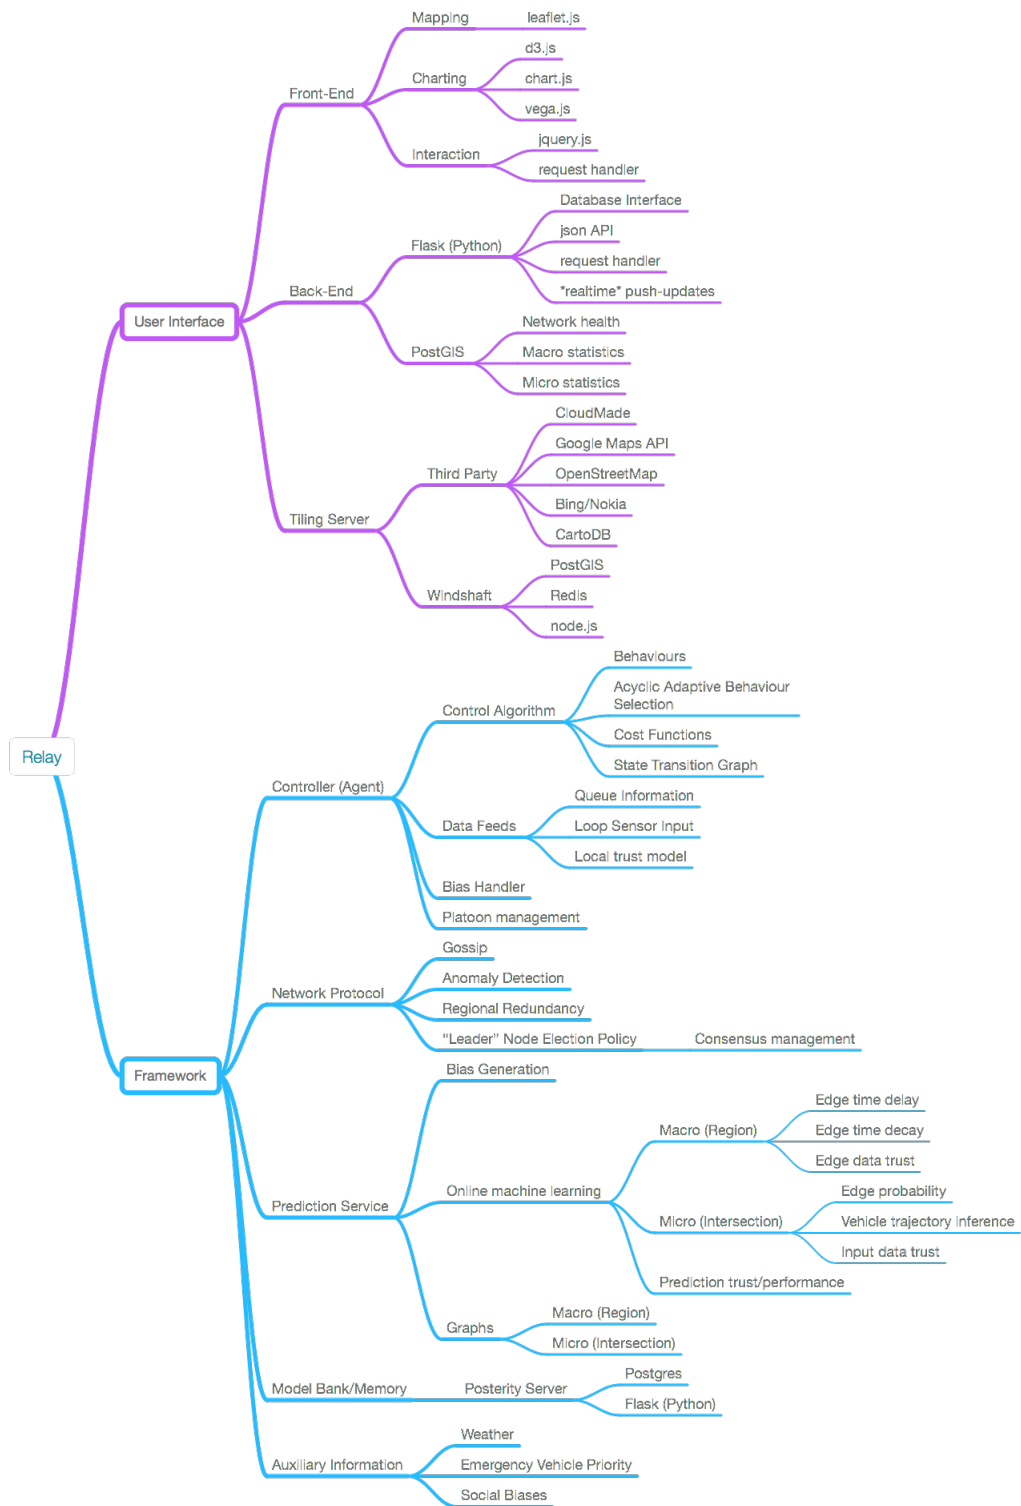 Mapping
leaflet.js
d3.js
Charting
chart.js
Front-End
vega.js
jquery.js
Interaction
request handler
Database Interface
json API
Flask (Python)
request handler
Back-End
*realtime* push-updates
User Interface
Network health
PostGIS
Macro statistics
Micro statistics
CloudMade
Google Maps API
Third Party
OpenStreetMap
Bing/Nokia
Tiling Server
CartoDB
PostGIS
Windshaft
Redis
node.js
Behaviours
Acyclic Adaptive Behaviour
Selection
Control Algorithm
Cost Functions
State Transition Graph
Relay
Controller (Agent)
Queue Information
Data Feeds
Loop Sensor Input
Local trust model
Bias Handler
Platoon management
Gossip
Anomaly Detection
Network Protocol
Regional Redundancy
"Leader" Node Election Policy
Consensus management
Framework
Bias Generation
Edge time delay
Macro (Region)
Edge time decay
Edge data trust
Online machine learning
Edge probability
Prediction Service
Micro (Intersection)
Vehicle trajectory inference
Input data trust
Prediction trust/performance
Macro (Region)
Graphs
Micro (Intersection)
Model Bank/Memory
Posterity Server
Postgres
Flask (Python)
Weather
Auxiliary Information
Emergency Vehicle Priority
Social Biases